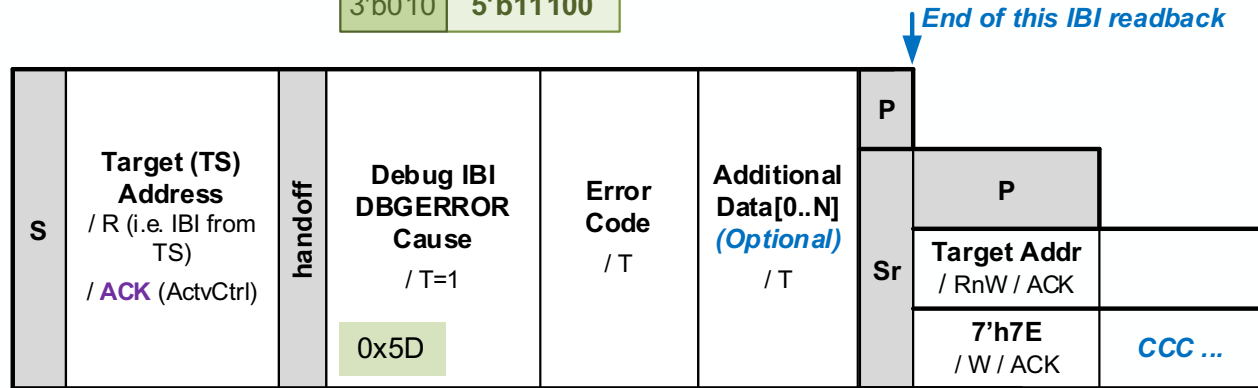 3'b010 5'b11100
End of this IBI readback
S
Target (TS)
Address
/ R (i.e. IBI from
TS)
/ ACK (ActvCtrl)
handoff
Debug IBI
DBGERROR
Cause
/ T=1
0x5D
Error
Code
/ T
Additional
Data[0..N]
(Optional)
/ T
P
Sr
P
Target Addr
/ RnW / ACK
7'h7E
/ W / ACK
CCC ...